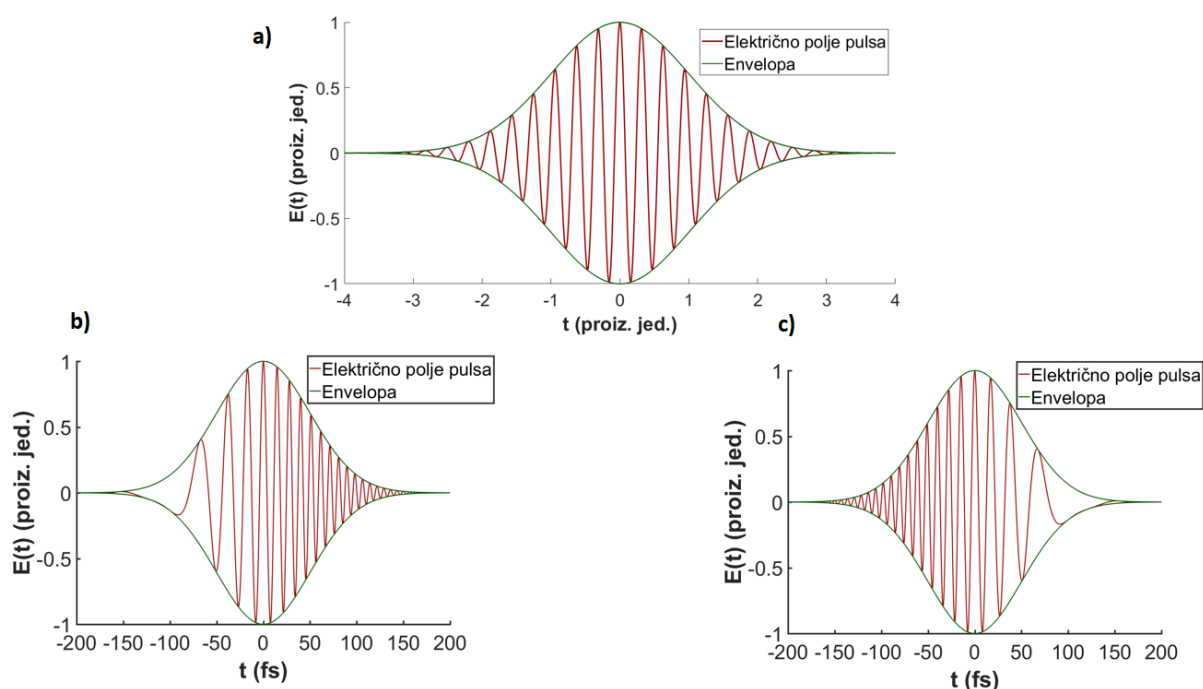 a)
1
0.5
0
-0.5
-1
E(t) (proiz. jed.)
Električno polje pulsa
Envelopa
-4 -3 -2 -1 0 1 2 3 4
t (proiz. jed.)
b)
1
0.5
0
-0.5
-1
E(t) (proiz. jed.)
Električno polje pulsa
Envelopa
-200 -150 -100 -50 0 50 100 150 200
t (fs)
c)
1
0.5
0
-0.5
-1
E(t) (proiz. jed.)
Električno polje pulsa
Envelopa
-200 -150 -100 -50 0 50 100 150 200
t (fs)